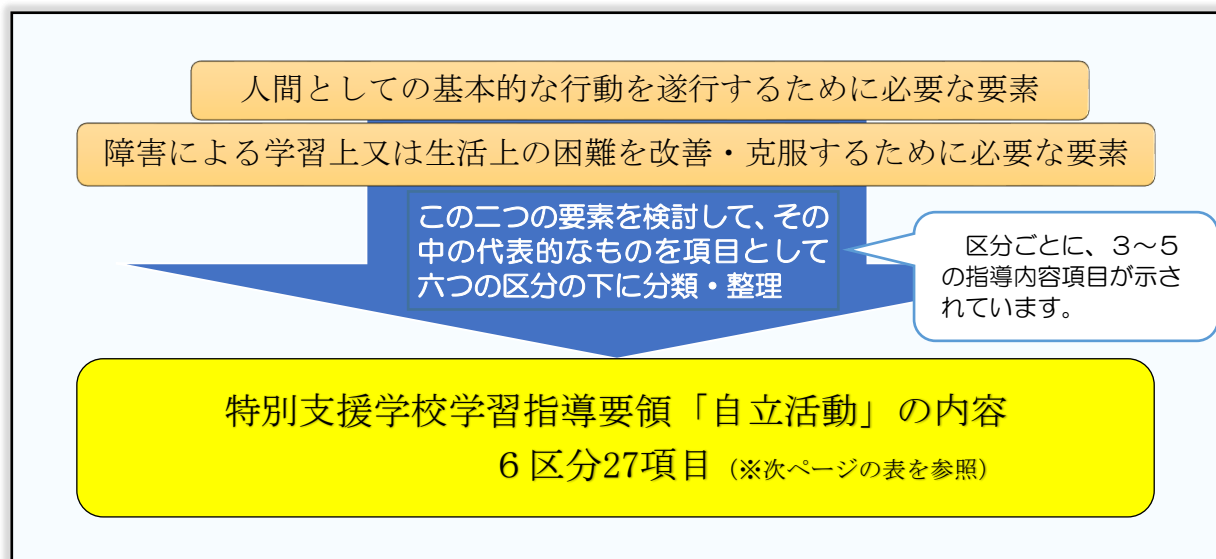 人間としての基本的な行動を遂行するために必要な要素
障害による学習上又は生活上の困難を改善・克服するために必要な要素
この二つの要素を検討して、その
中の代表的なものを項目として
六つの区分の下に分類・整理
区分ごとに、３～５
の指導内容項目が示さ
れています。
特別支援学校学習指導要領「自立活動」の内容
６区分27項目（※次ページの表を参照）